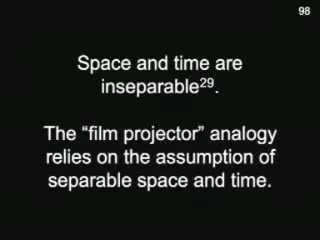 98
Space and time are
inseparable29.
The “film projector” analogy
relies on the assumption of
separable space and time.